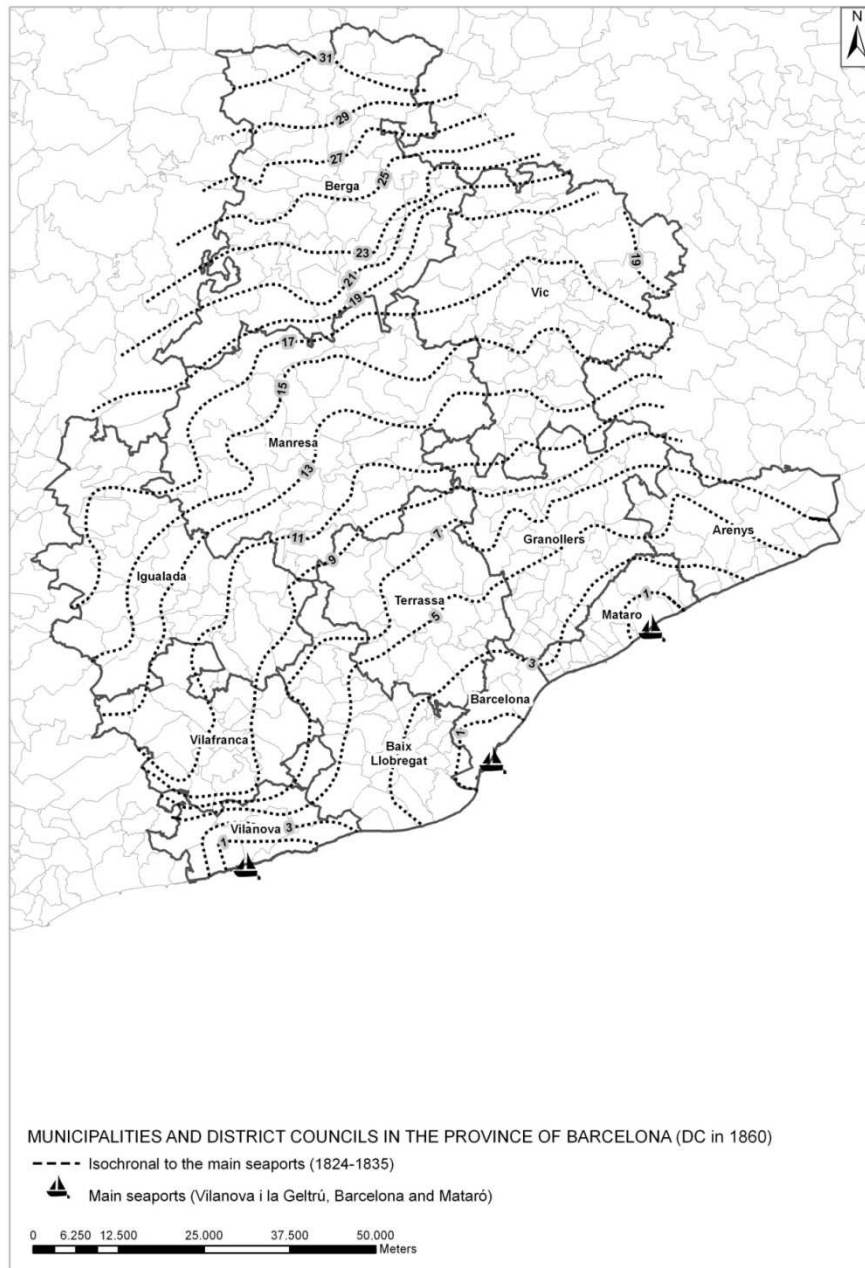 N
31
29
27
Berga
25
23
21
19
19
Vic
17
15
Manresa
13
11
9
7
Granollers
Arenys
Igualada
Terrassa
5
Mataro
1
3
Barcelona
1
Vilafranca
Baix
Llobregat
Vilanova
3
1
MUNICIPALITIES AND DISTRICT COUNCILS IN THE PROVINCE OF BARCELONA (DC in 1860)
Isochronal to the main seaports (1824-1835)
Main seaports (Vilanova i la Geltrú, Barcelona and Mataró)
0 6.250 12.500 25.000 37.500 50.000
Meters